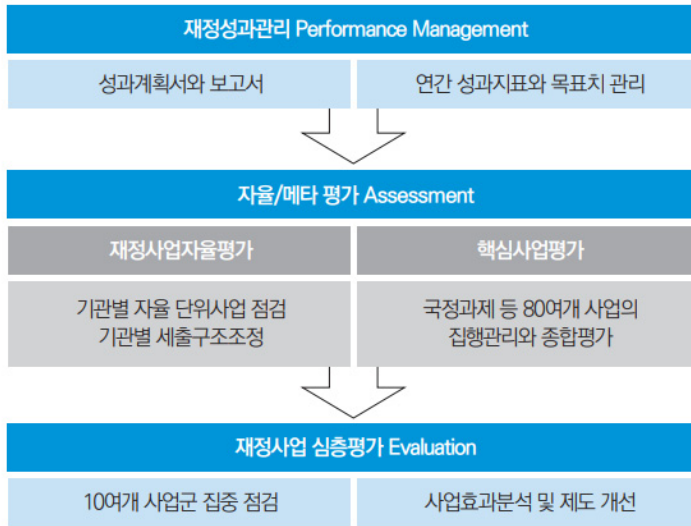 재정성과관리 Performance Management
성과계획서와 보고서
연간 성과지표와 목표치 관리
자율/메타 평가 Assessment
재정사업자율평가
핵심사업평가
기관별 자율 단위사업 점검
기관별 세출구조조정
국정과제 등 80여개 사업의
집행관리와 종합평가
재정사업 심층평가 Evaluation
10여개 사업군 집중 점검
사업효과분석 및 제도 개선